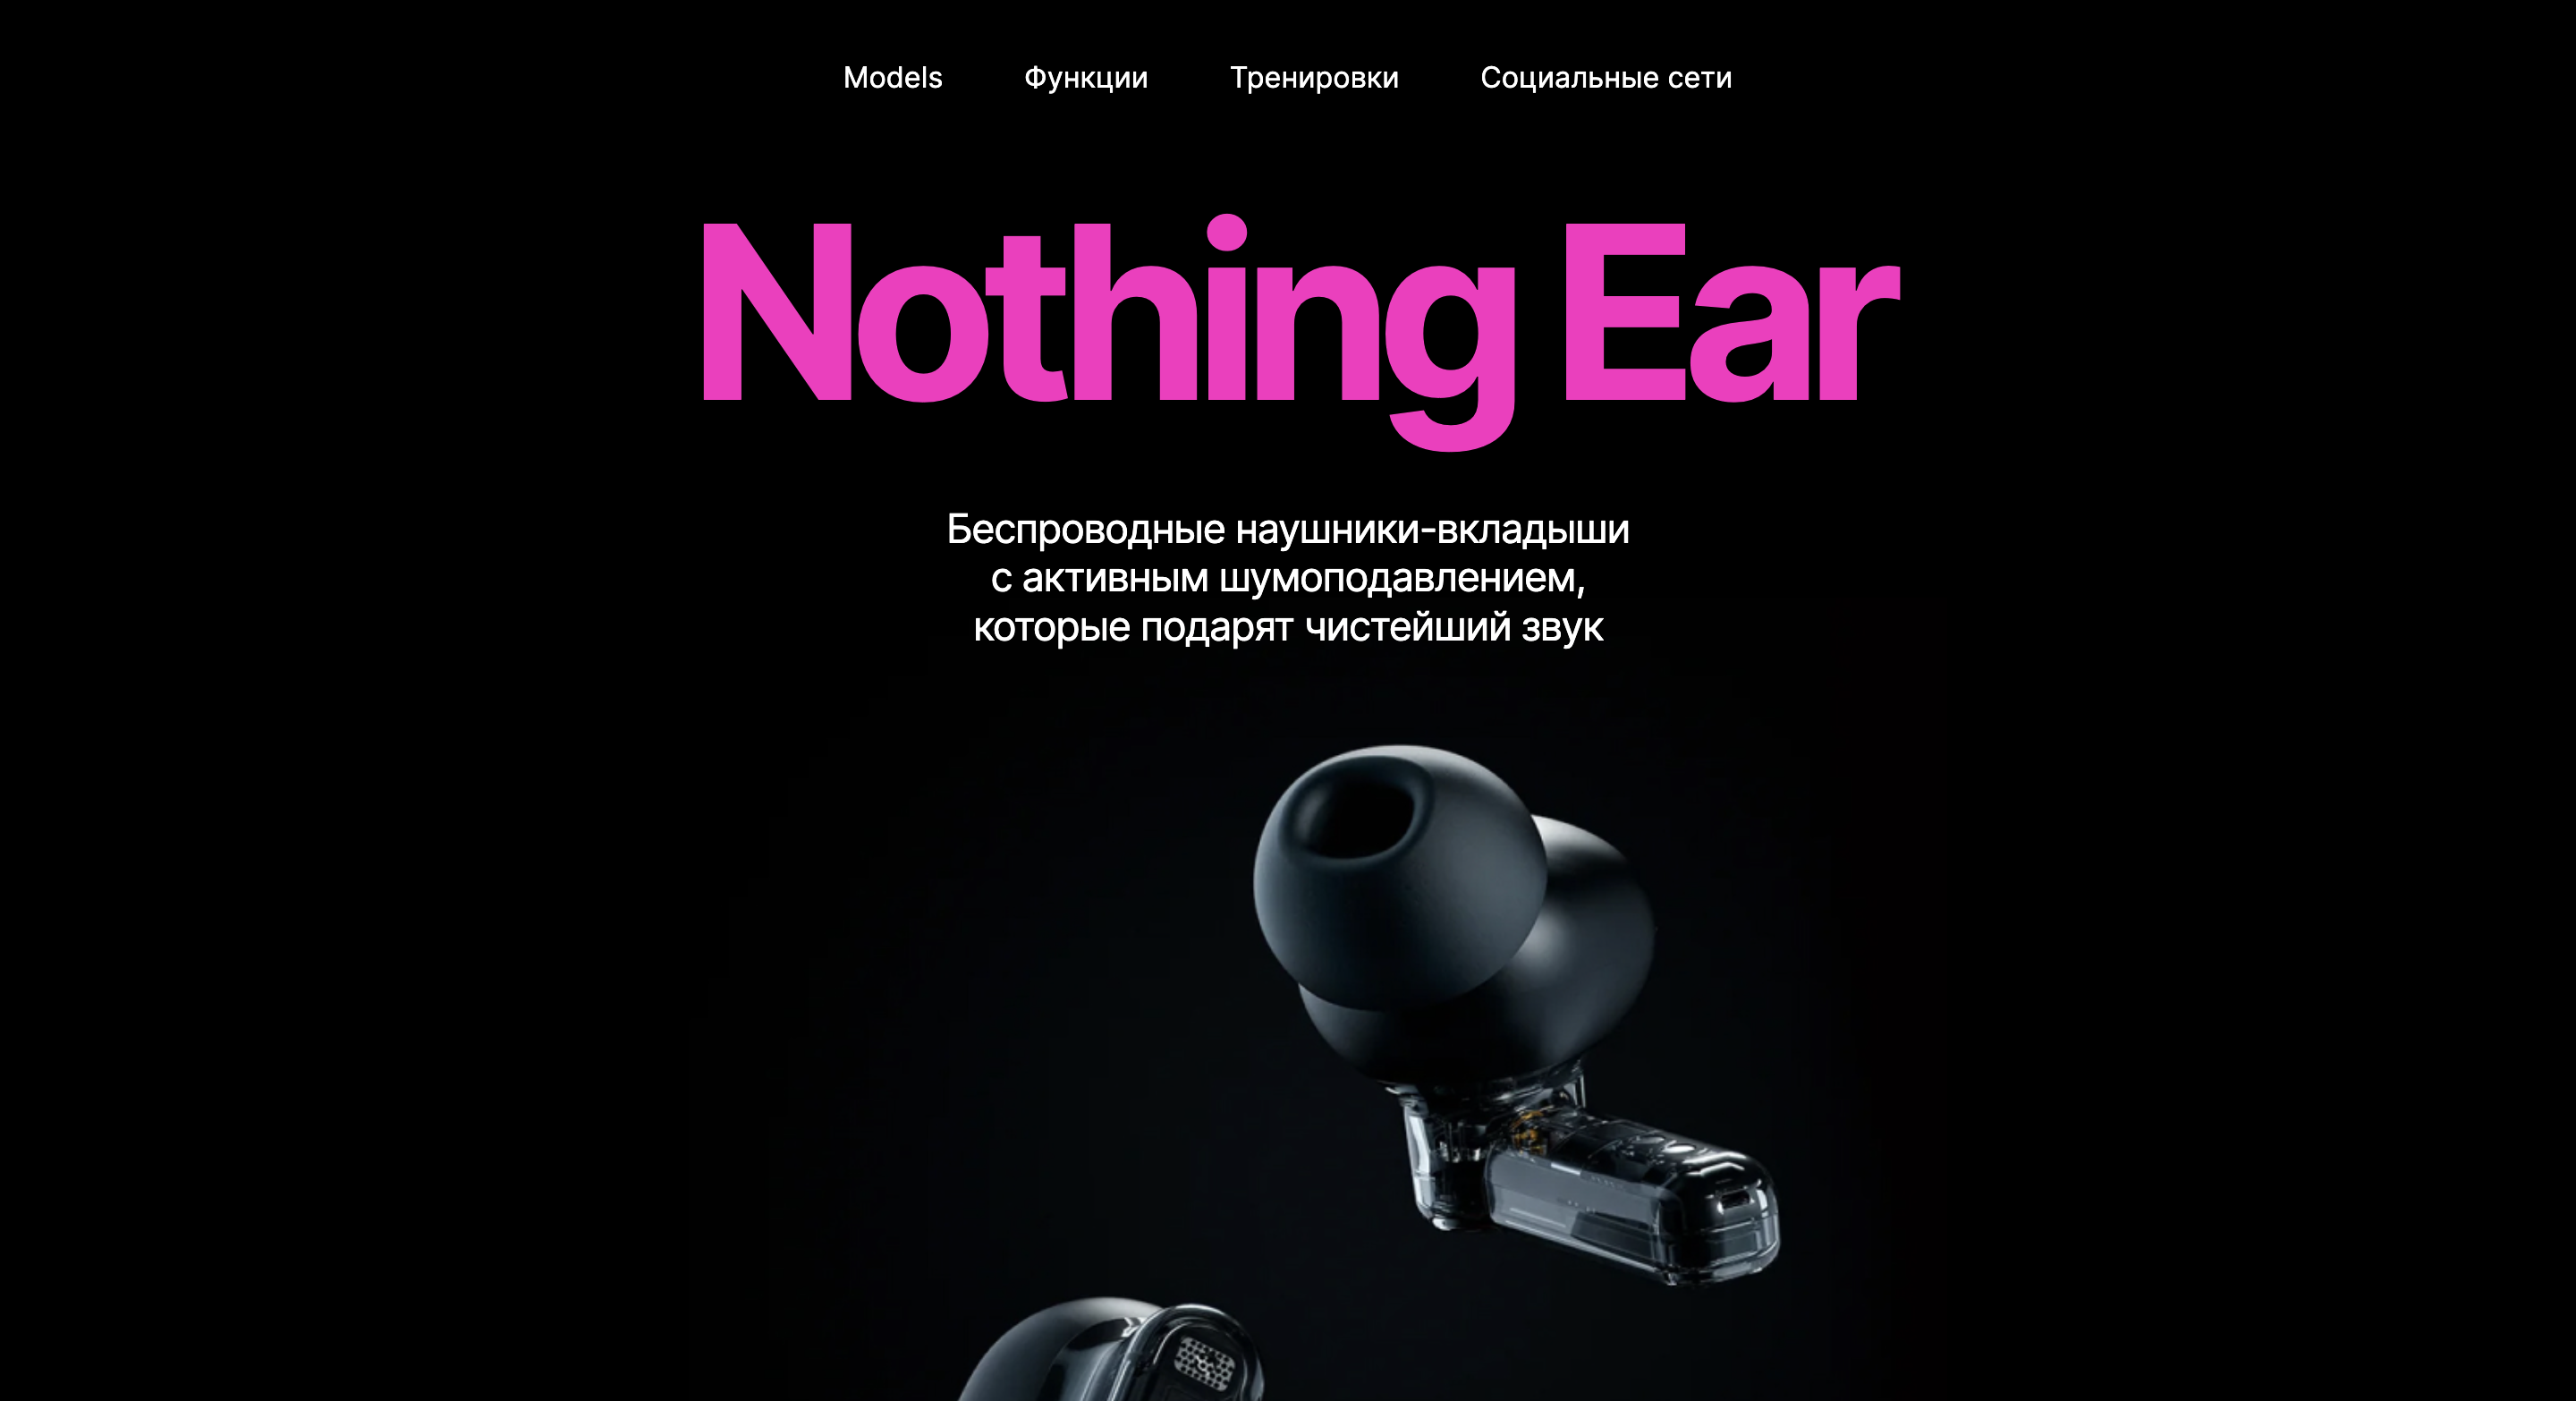 Models Функции Тренировки Социальные сети
Nothing Ear
Беспроводные наушники-вкладыши
с активным шумоподавлением,
которые подарят чистейший звук